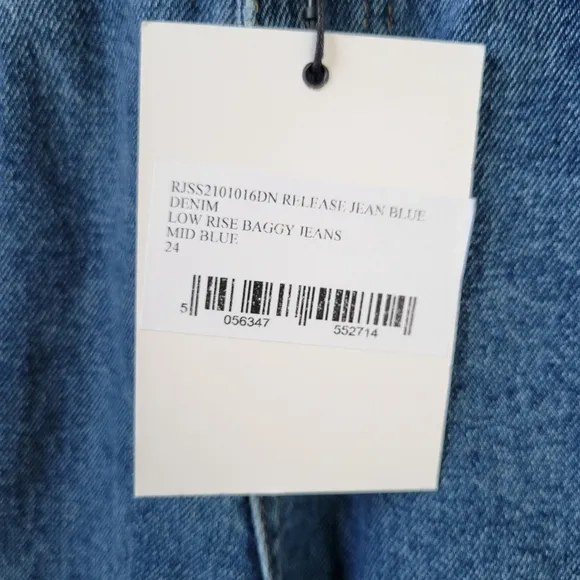 RJSS2101016DN RELEASE JEAN BLUE
DENIM
LOW RISE BAGGY JEANS
MID BLUE
24
5 056347 552714